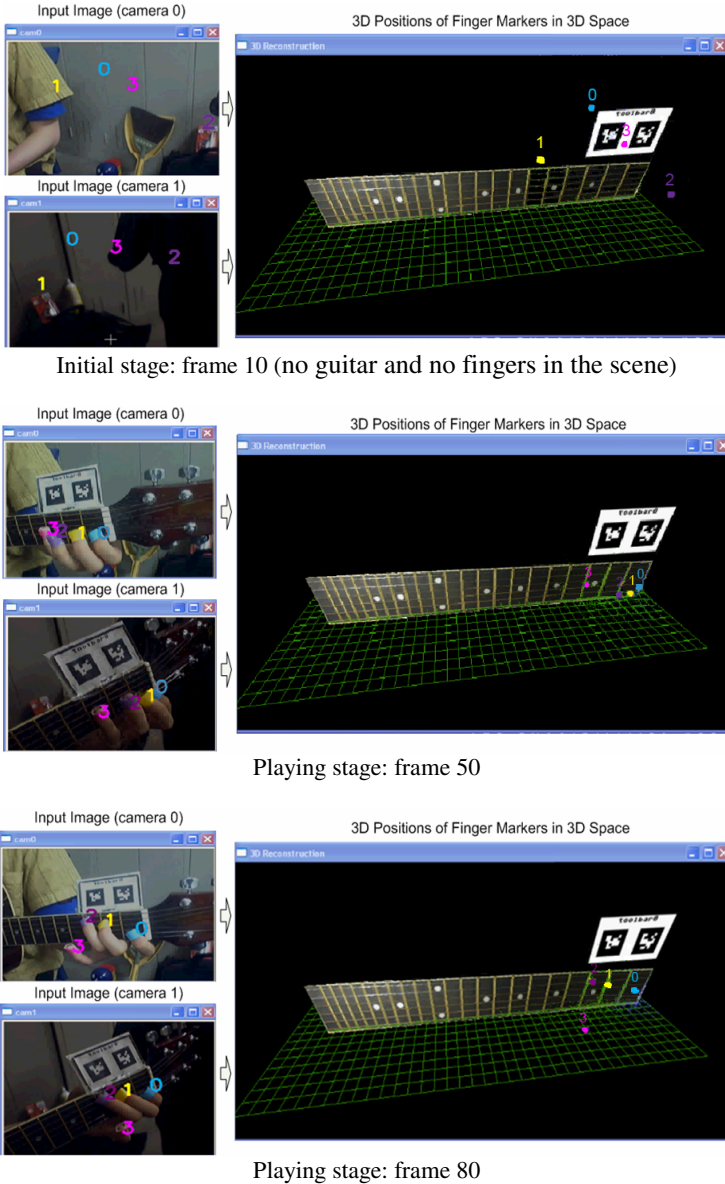 Input Image (camera 0)
3D Positions of Finger Markers in 3D Space
cam0
3D Reconstruction
0
1
3
2
0
toolbar0
3
1
2
Input Image (camera 1)
cam1
0
3
2
1
Initial stage: frame 10 (no guitar and no fingers in the scene)
Input Image (camera 0)
3D Positions of Finger Markers in 3D Space
cam0
3D Reconstruction
toolbar0
3
2
1
0
3
2
1
0
Input Image (camera 1)
cam1
0
1
2
3
Playing stage: frame 50
Input Image (camera 0)
3D Positions of Finger Markers in 3D Space
cam0
3D Reconstruction
toolbar0
2
1
0
3
2
1
0
3
Input Image (camera 1)
cam1
2
1
0
3
Playing stage: frame 80